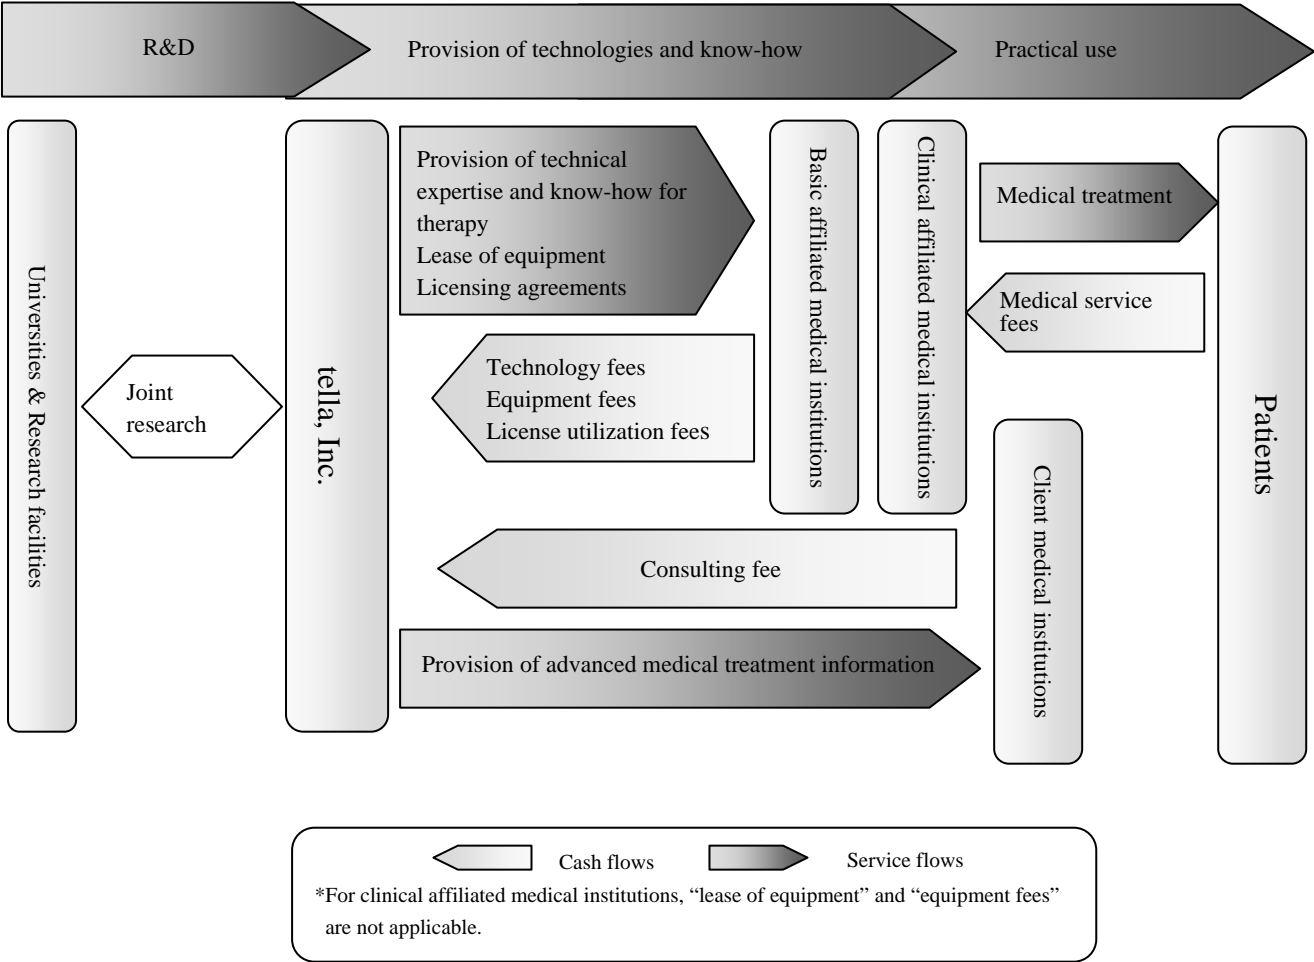 R&D
Provision of technologies and know-how
Practical use
Universities & Research facilities
Joint
research
tella, Inc.
Provision of technical
expertise and know-how for
therapy
Lease of equipment
Licensing agreements
Technology fees
Equipment fees
License utilization fees
Basic affiliated medical institutions
Clinical affiliated medical institutions
Medical treatment
Medical service
fees
Patients
Client medical institutions
Consulting fee
Provision of advanced medical treatment information
Cash flows
Service flows
*For clinical affiliated medical institutions, “lease of equipment” and “equipment fees”
are not applicable.